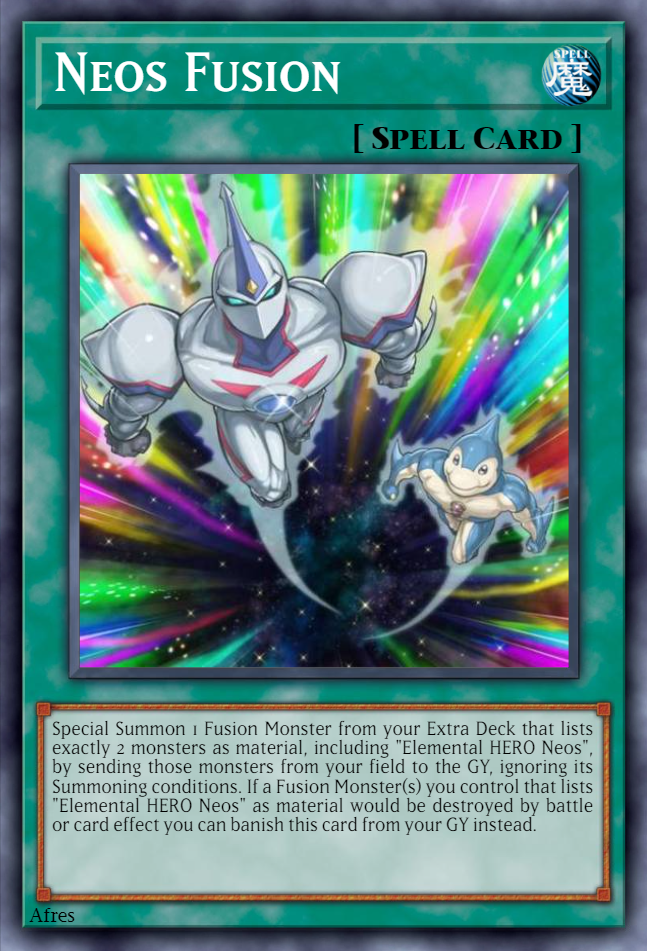 Neos Fusion
SPELL
魔
[ Spell Card ]
Special Summon 1 Fusion Monster from your Extra Deck that lists
exactly 2 monsters as material, including "Elemental HERO Neos",
by sending those monsters from your field to the GY, ignoring its
Summoning conditions. If a Fusion Monster(s) you control that lists
"Elemental HERO Neos" as material would be destroyed by battle
or card effect you can banish this card from your GY instead.
Afres